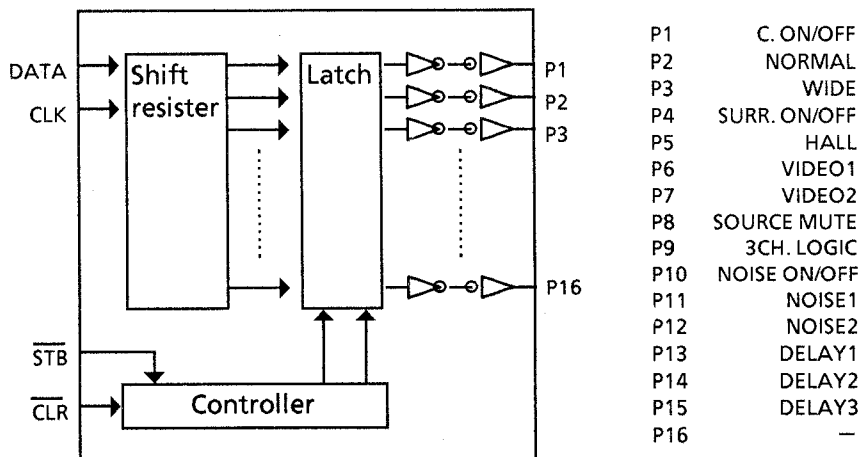 DATA
CLK
Shift
resister
Latch
P1
P2
P3
P16
S̅T̅B̅
C̅L̅R̅
Controller
P1 C. ON/OFF
P2 NORMAL
P3 WIDE
P4 SURR. ON/OFF
P5 HALL
P6 VIDEO1
P7 VIDEO2
P8 SOURCE MUTE
P9 3CH. LOGIC
P10 NOISE ON/OFF
P11 NOISE1
P12 NOISE2
P13 DELAY1
P14 DELAY2
P15 DELAY3
P16 —